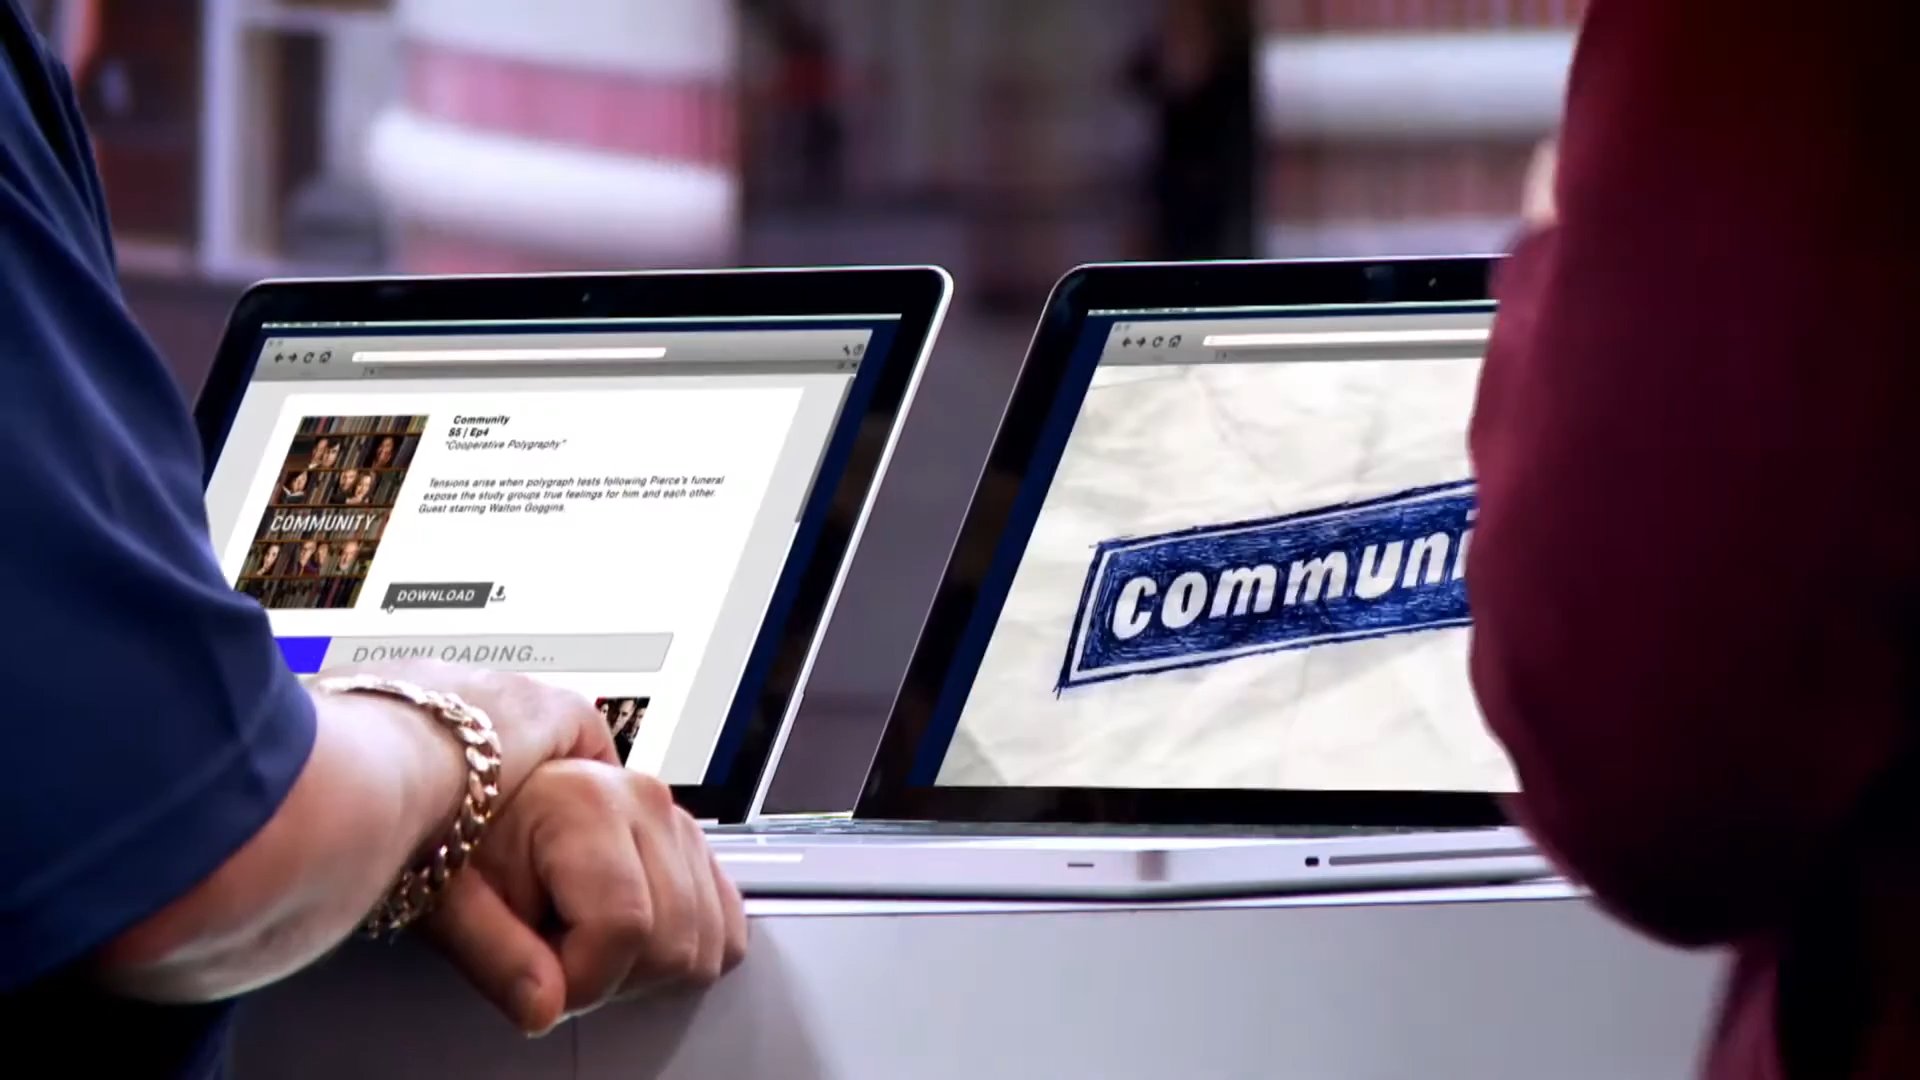 Community
S5 | Ep4
"Cooperative Polygraphy"
Tensions arise when polygraph tests following Pierce's funeral
expose the study groups true feelings for him and each other.
Guest starring Walton Goggins.
COMMUNITY
DOWNLOAD
DOWNLOADING...
communi